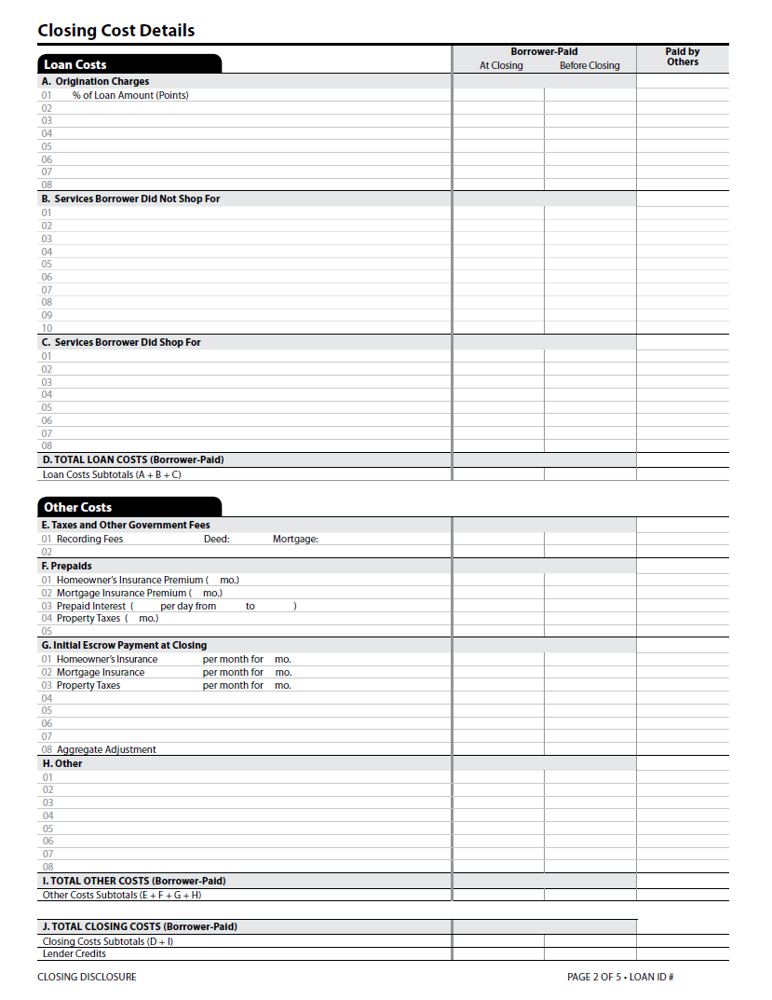 Closing Cost Details
Loan Costs
Borrower-Paid
At Closing Before Closing
Paid by
Others
A. Origination Charges
01 % of Loan Amount (Points)
02
03
04
05
06
07
08
B. Services Borrower Did Not Shop For
01
02
03
04
05
06
07
08
09
10
C. Services Borrower Did Shop For
01
02
03
04
05
06
07
08
D. TOTAL LOAN COSTS (Borrower-Paid)
Loan Costs Subtotals (A + B + C)
Other Costs
E. Taxes and Other Government Fees
01 Recording Fees Deed: Mortgage:
02
F. Prepaids
01 Homeowner's Insurance Premium ( mo.)
02 Mortgage Insurance Premium ( mo.)
03 Prepaid Interest ( per day from to )
04 Property Taxes ( mo.)
05
G. Initial Escrow Payment at Closing
01 Homeowner's Insurance per month for mo.
02 Mortgage Insurance per month for mo.
03 Property Taxes per month for mo.
04
05
06
07
08 Aggregate Adjustment
H. Other
01
02
03
04
05
06
07
08
I. TOTAL OTHER COSTS (Borrower-Paid)
Other Costs Subtotals (E + F + G + H)
J. TOTAL CLOSING COSTS (Borrower-Paid)
Closing Costs Subtotals (D + I)
Lender Credits
CLOSING DISCLOSURE PAGE 2 OF 5 • LOAN ID #